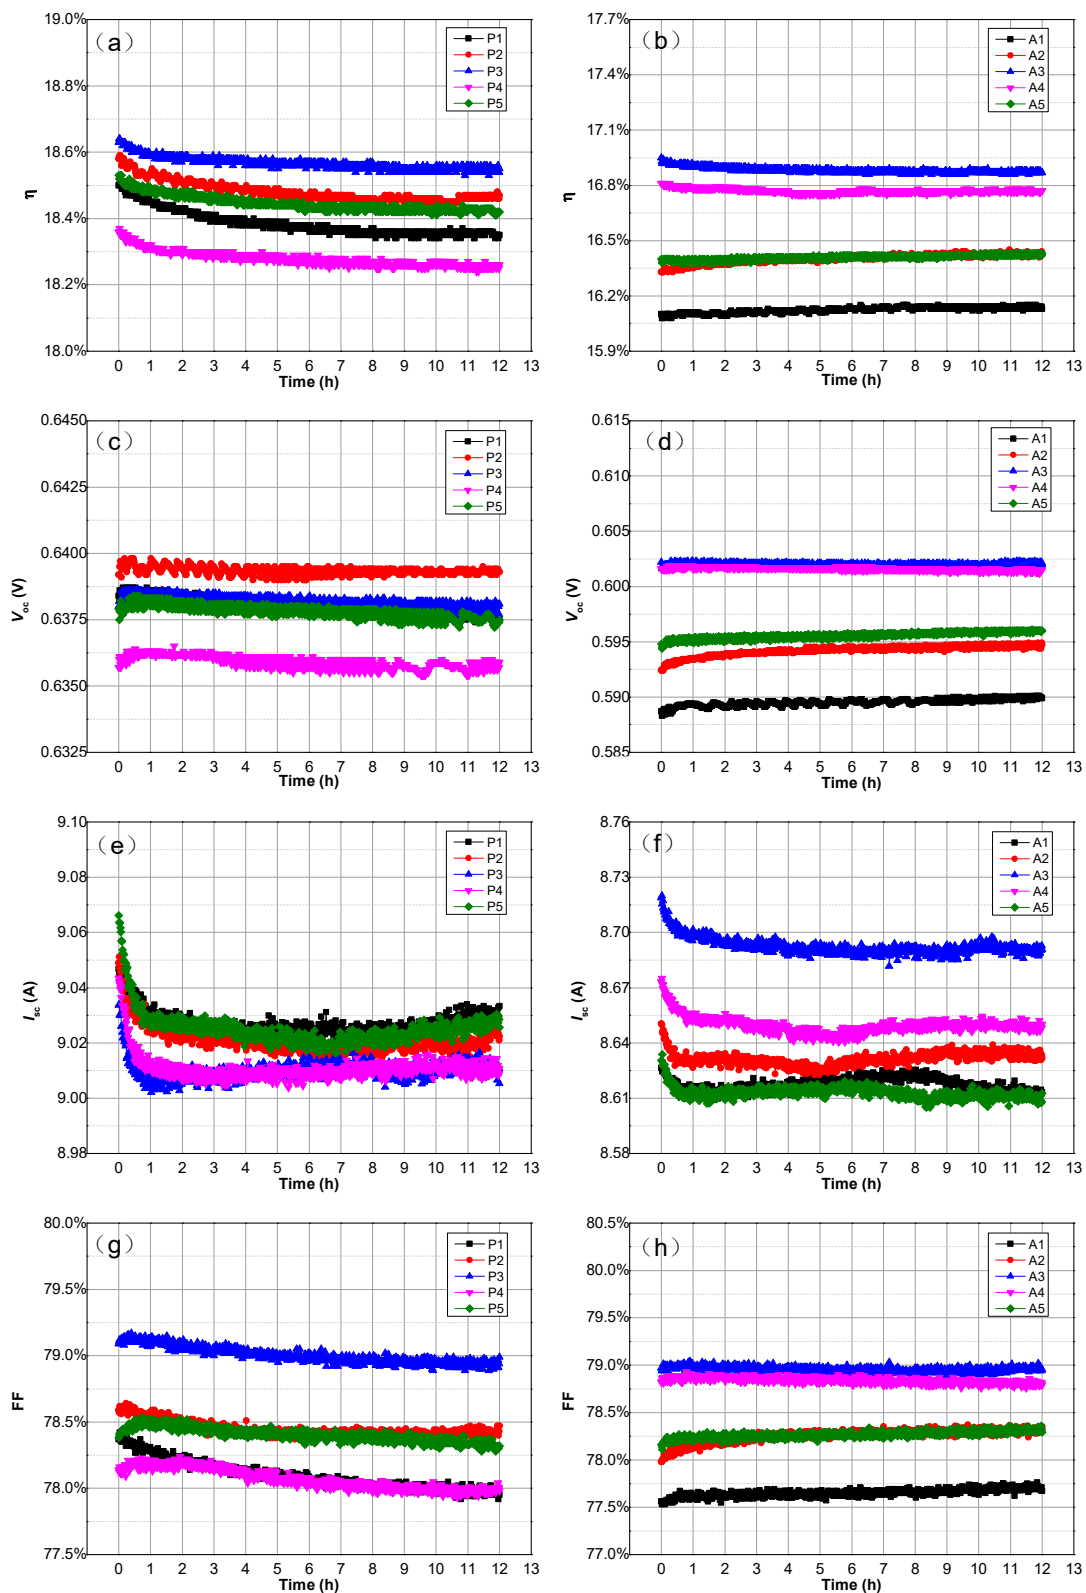 (a)
19.0%
18.8%
18.6%
18.4%
18.2%
18.0%
η
P1
P2
P3
P4
P5
0 1 2 3 4 5 6 7 8 9 10 11 12 13
Time (h)
(b)
17.7%
17.4%
17.1%
16.8%
16.5%
16.2%
15.9%
η
A1
A2
A3
A4
A5
0 1 2 3 4 5 6 7 8 9 10 11 12 13
Time (h)
(c)
0.6450
0.6425
0.6400
0.6375
0.6350
0.6325
Voc (V)
P1
P2
P3
P4
P5
0 1 2 3 4 5 6 7 8 9 10 11 12 13
Time (h)
(d)
0.615
0.610
0.605
0.600
0.595
0.590
0.585
Voc (V)
A1
A2
A3
A4
A5
0 1 2 3 4 5 6 7 8 9 10 11 12 13
Time (h)
(e)
9.10
9.08
9.06
9.04
9.02
9.00
8.98
Isc (A)
P1
P2
P3
P4
P5
0 1 2 3 4 5 6 7 8 9 10 11 12 13
Time (h)
(f)
8.76
8.73
8.70
8.67
8.64
8.61
8.58
Isc (A)
A1
A2
A3
A4
A5
0 1 2 3 4 5 6 7 8 9 10 11 12 13
Time (h)
(g)
80.0%
79.5%
79.0%
78.5%
78.0%
77.5%
FF
P1
P2
P3
P4
P5
0 1 2 3 4 5 6 7 8 9 10 11 12 13
Time (h)
(h)
80.5%
80.0%
79.5%
79.0%
78.5%
78.0%
77.5%
77.0%
FF
A1
A2
A3
A4
A5
0 1 2 3 4 5 6 7 8 9 10 11 12 13
Time (h)